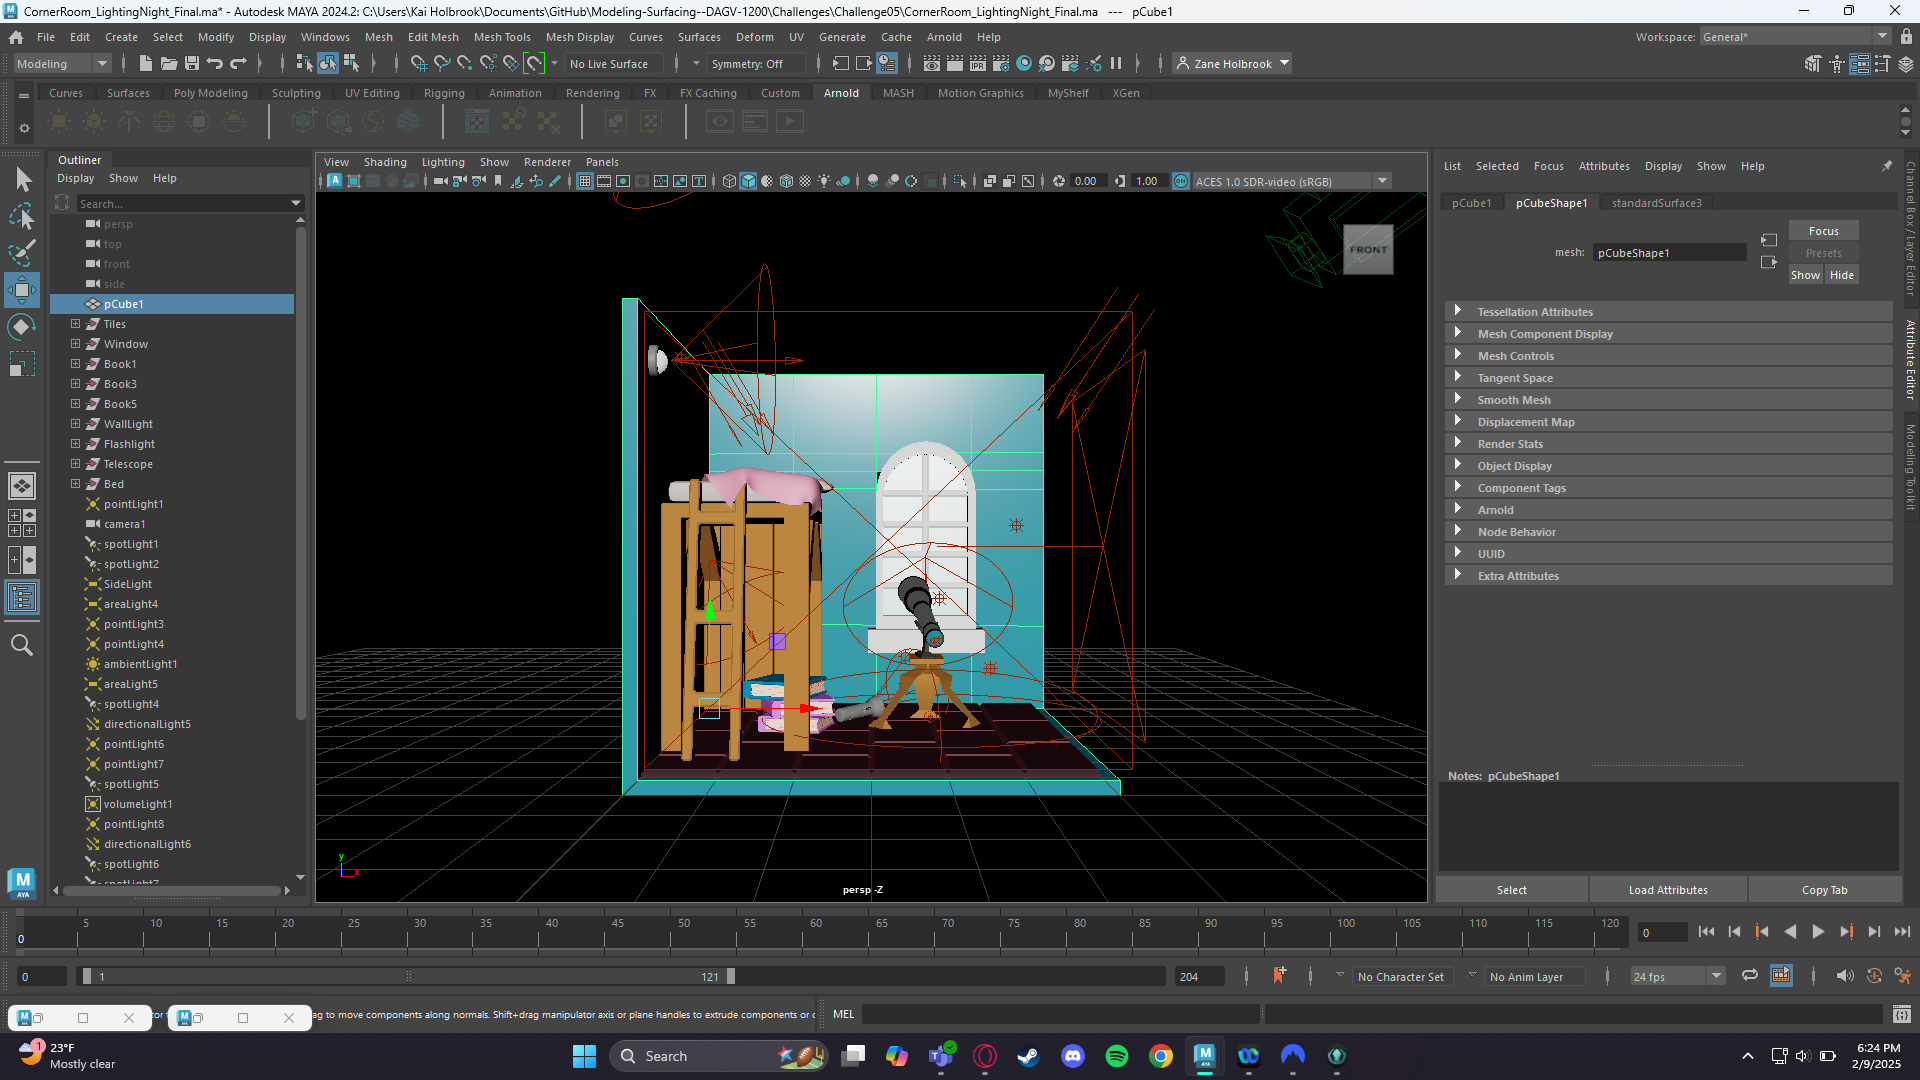 CornerRoom_LightingNight_Final.ma* - Autodesk MAYA 2024.2: C:\Users\Kai Holbrook\Documents\GitHub\Modeling-Surfacing--DAGV-1200\Challenges\Challenge05\CornerRoom_LightingNight_Final.ma --- pCube1
File Edit Create Select Modify Display Windows Mesh Edit Mesh Mesh Tools Mesh Display Curves Surfaces Deform UV Generate Cache Arnold Help
Workspace: General*
Modeling
No Live Surface
Symmetry: Off
Zane Holbrook
Curves Surfaces Poly Modeling Sculpting UV Editing Rigging Animation Rendering FX FX Caching Custom Arnold MASH Motion Graphics MyShelf XGen
Outliner
Display Show Help
Search...
persp
top
front
side
pCube1
Tiles
Window
Book1
Book3
Book5
WallLight
Flashlight
Telescope
Bed
pointLight1
camera1
spotLight1
spotLight2
SideLight
areaLight4
pointLight3
pointLight4
ambientLight1
areaLight5
spotLight4
directionalLight5
pointLight6
pointLight7
spotLight5
volumeLight1
pointLight8
directionalLight6
spotLight6
spotLight7
View Shading Lighting Show Renderer Panels
0.00
1.00
ACES 1.0 SDR-video (sRGB)
FRONT
y
x
persp -Z
List Selected Focus Attributes Display Show Help
pCube1 pCubeShape1 standardSurface3
mesh: pCubeShape1
Focus
Presets
Show Hide
Tessellation Attributes
Mesh Component Display
Mesh Controls
Tangent Space
Smooth Mesh
Displacement Map
Render Stats
Object Display
Component Tags
Arnold
Node Behavior
UUID
Extra Attributes
Notes: pCubeShape1
Select Load Attributes Copy Tab
Channel Box / Layer Editor
Attribute Editor
Modeling Toolkit
5 10 15 20 25 30 35 40 45 50 55 60 65 70 75 80 85 90 95 100 105 110 115 120
0
0
0
1
121
204
No Character Set
No Anim Layer
24 fps
ag to move components along normals. Shift+drag manipulator axis or plane handles to extrude components or
MEL
1
23°F
Mostly clear
Search
6:24 PM
2/9/2025